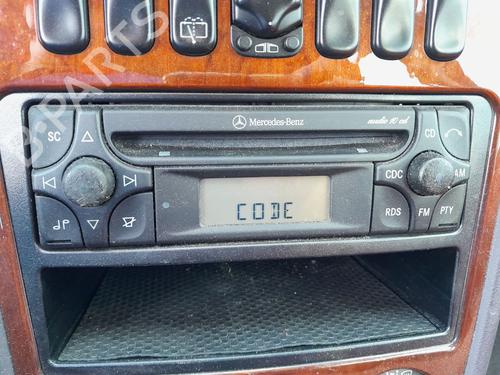 SC
Mercedes-Benz
audio 10 cd
CD
CDC
AM
CODE
RDS
FM
PTY